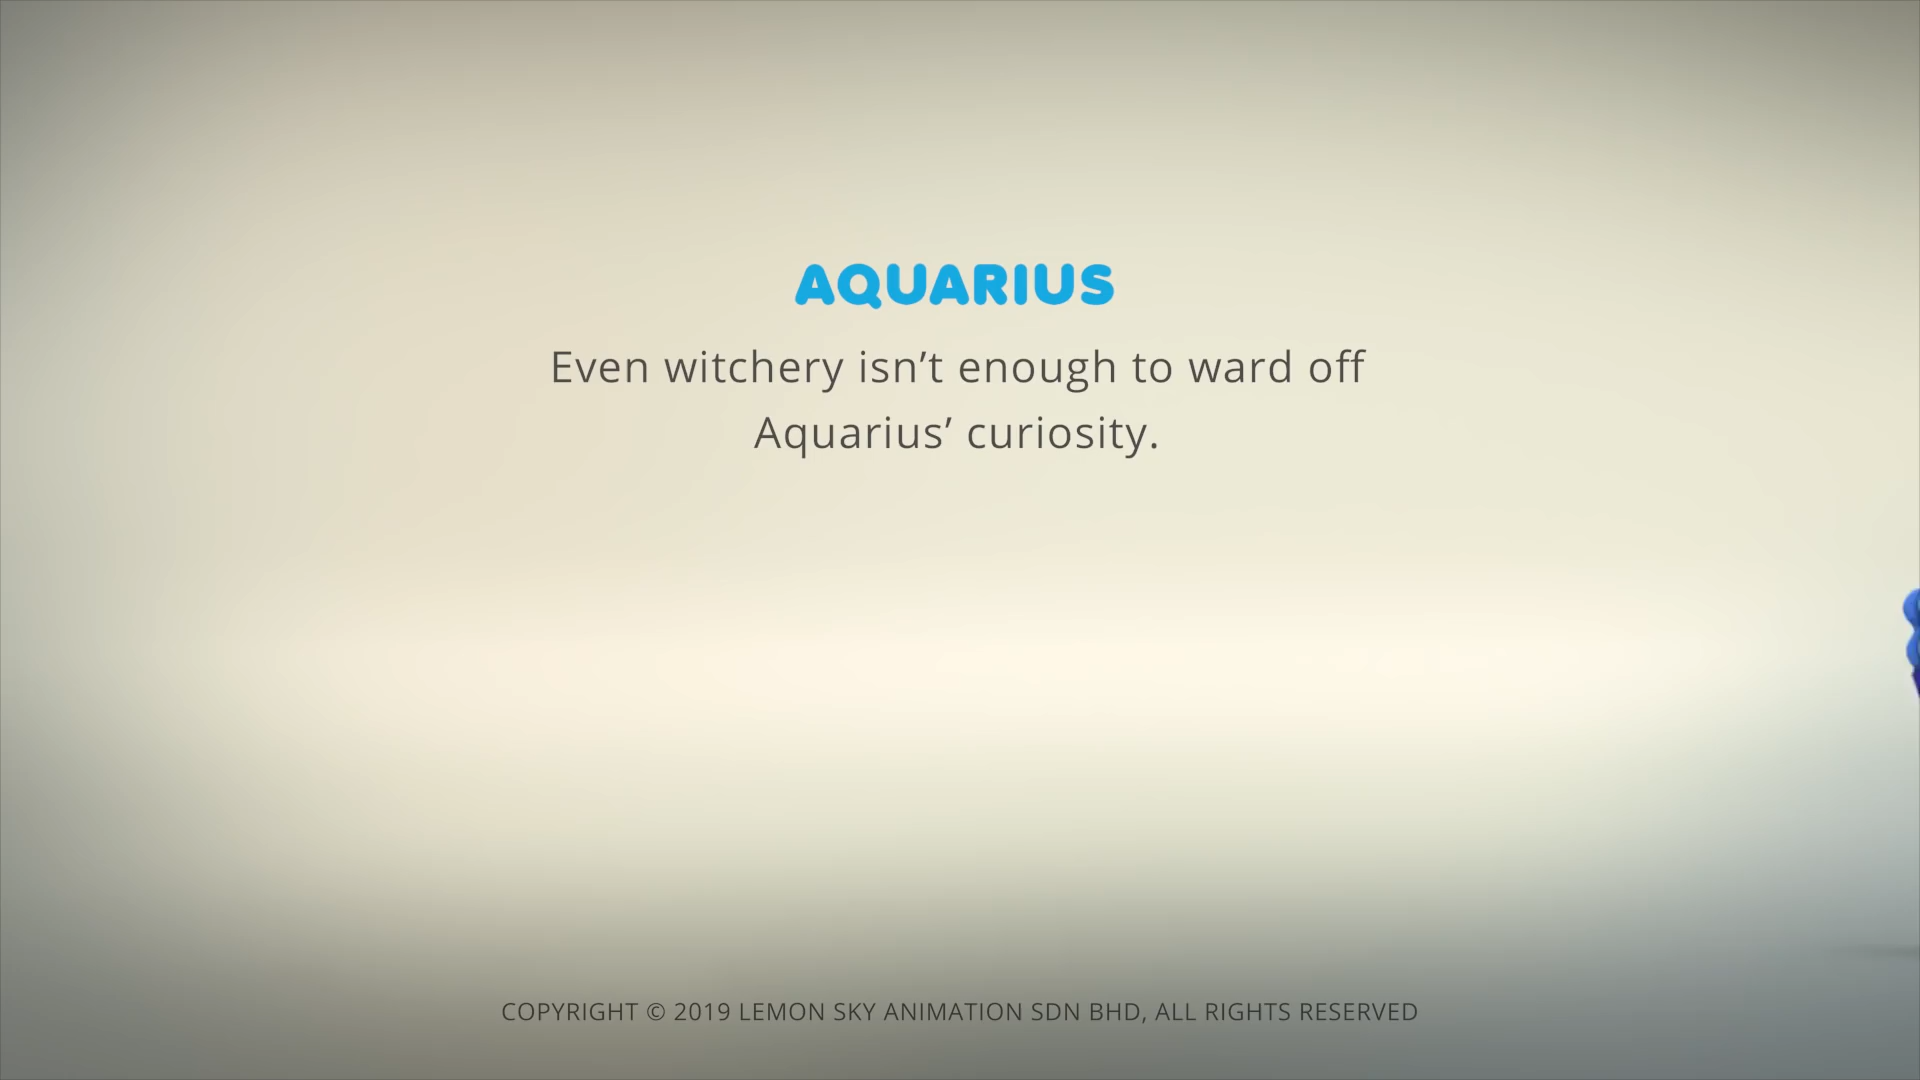 AQUARIUS
Even witchery isn’t enough to ward off
Aquarius’ curiosity.
COPYRIGHT © 2019 LEMON SKY ANIMATION SDN BHD, ALL RIGHTS RESERVED